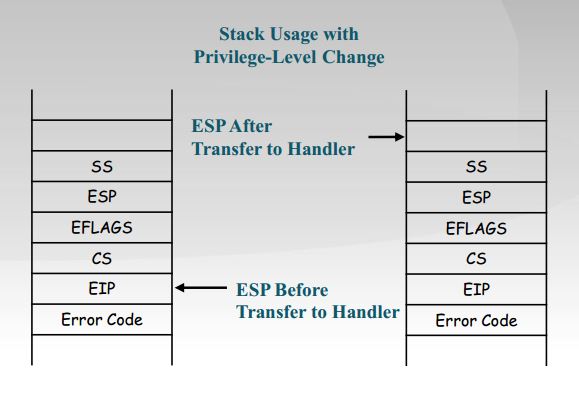 Stack Usage with
Privilege-Level Change
ESP After
Transfer to Handler
SS
ESP
EFLAGS
CS
EIP
Error Code
ESP Before
Transfer to Handler
SS
ESP
EFLAGS
CS
EIP
Error Code